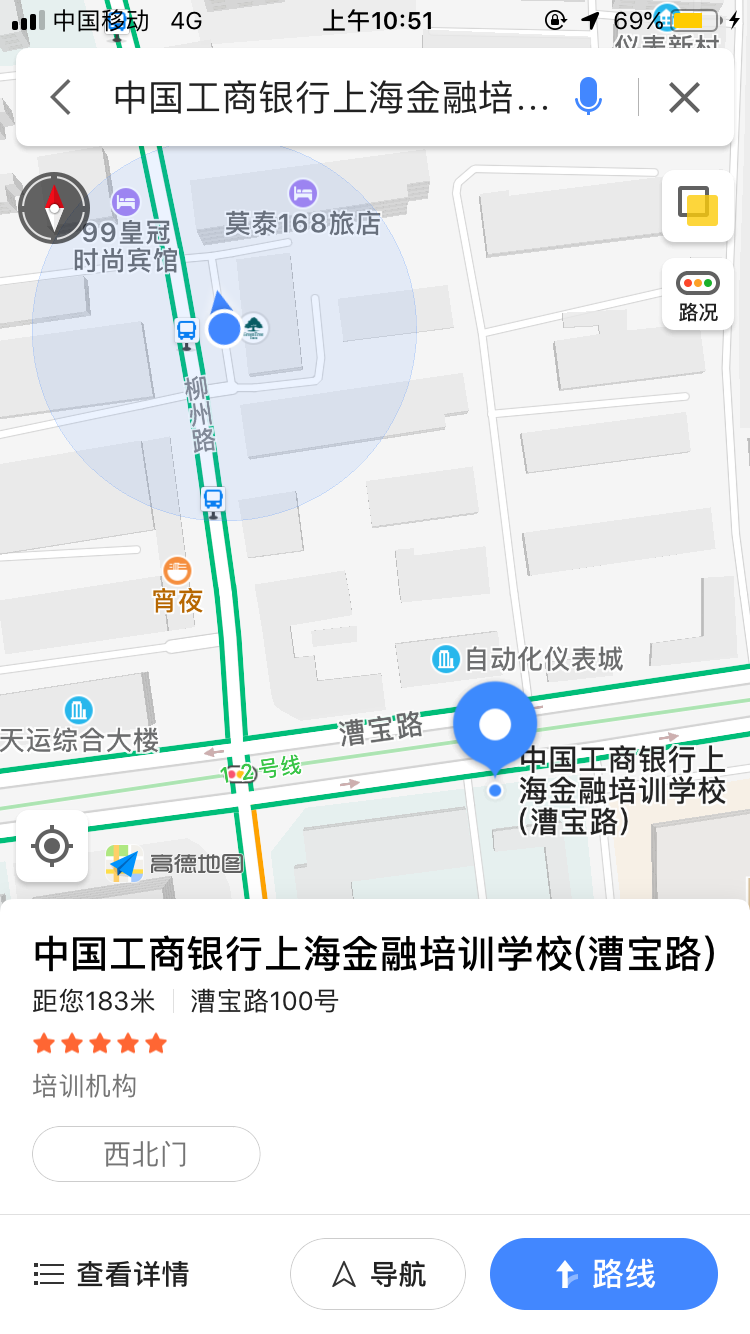 中国移动 4G 上午10:51 69%
仪表新村
中国工商银行上海金融培...
99皇冠
时尚宾馆
莫泰168旅店
路况
柳州路
宵夜
自动化仪表城
天运综合大楼
漕宝路
12号线
中国工商银行上
海金融培训学校
(漕宝路)
高德地图
中国工商银行上海金融培训学校(漕宝路)
距您183米 漕宝路100号
培训机构
西北门
查看详情 导航 路线